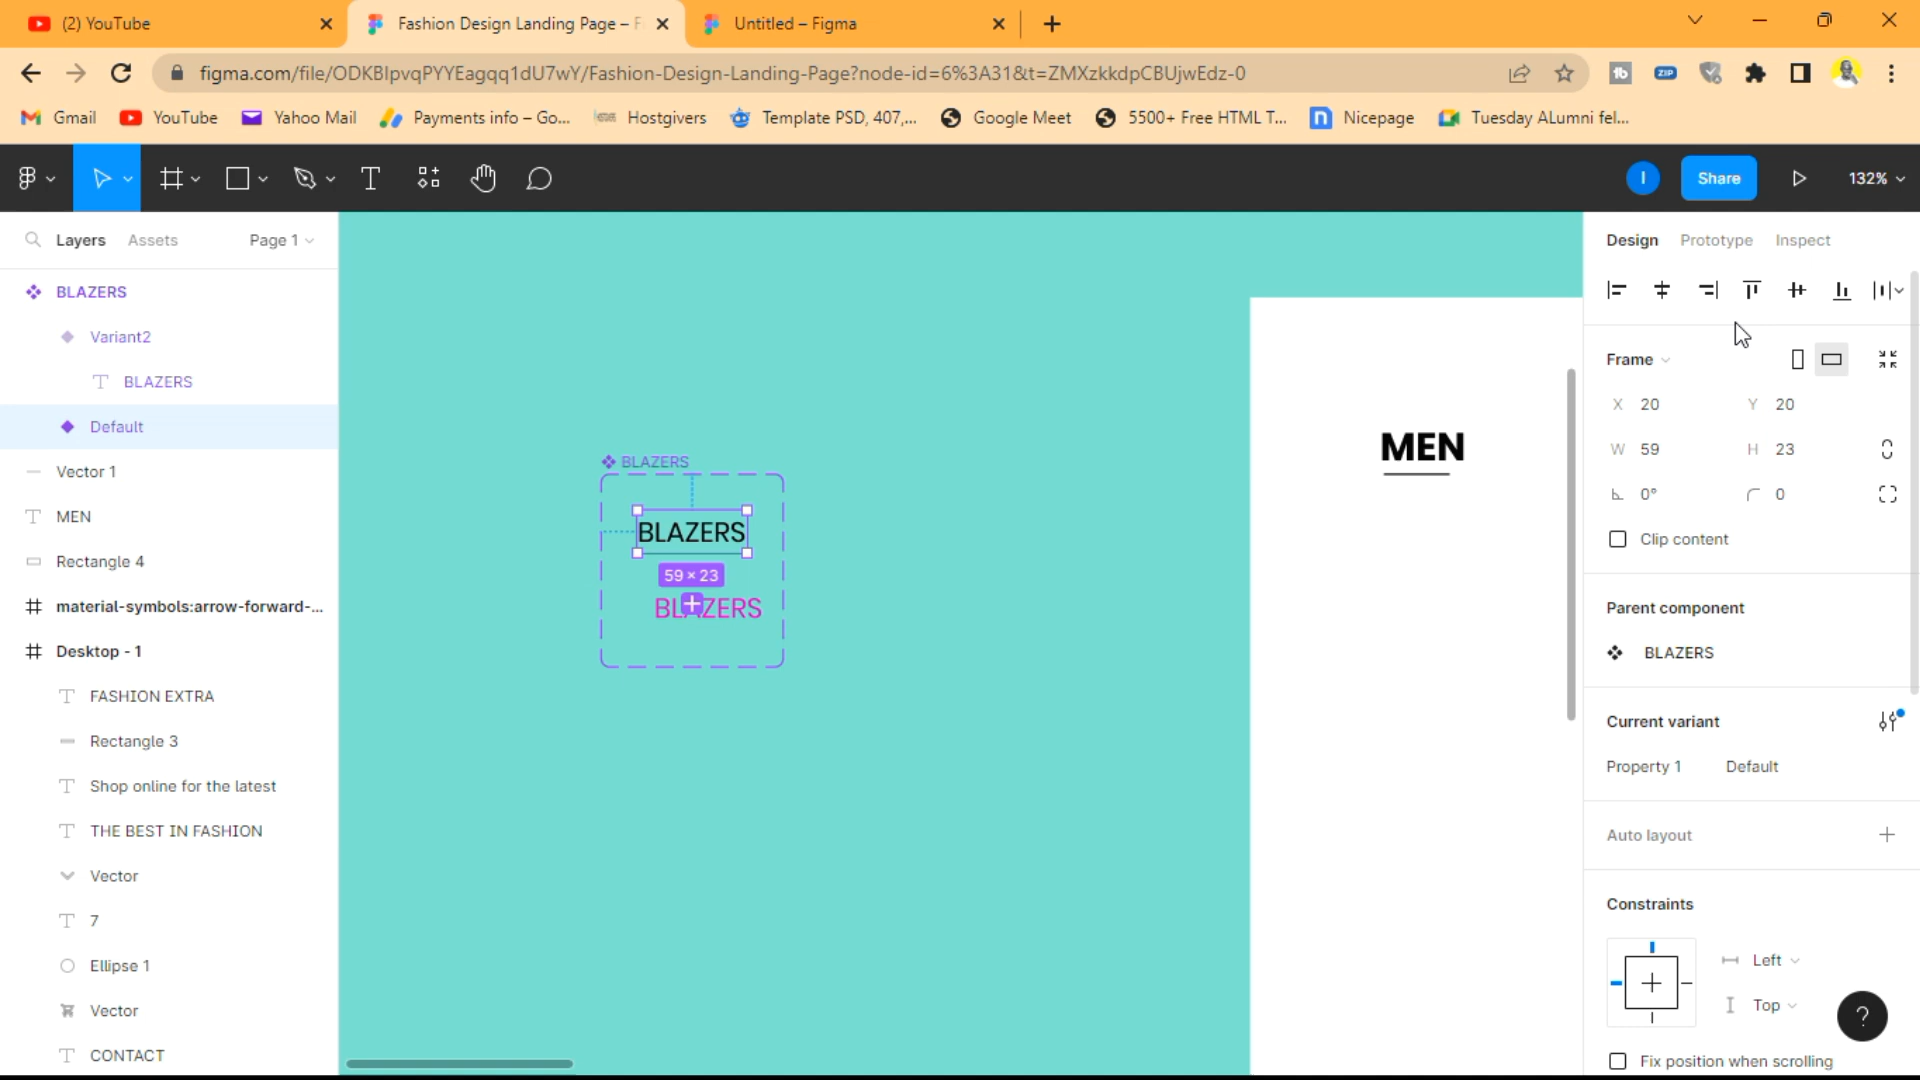 (2) YouTube
Fashion Design Landing Page – F
Untitled – Figma
figma.com/file/ODKBIpvqPYYEagqq1dU7wY/Fashion-Design-Landing-Page?node-id=6%3A31&t=ZMXzkkdpCBUjwEdz-0
Gmail
YouTube
Yahoo Mail
Payments info – Go...
Hostgivers
Template PSD, 407,...
Google Meet
5500+ Free HTML T...
Nicepage
Tuesday ALumni fel...
I
Share
132%
Layers
Assets
Page 1
Design
Prototype
Inspect
BLAZERS
Variant2
BLAZERS
Default
Vector 1
MEN
Rectangle 4
material-symbols:arrow-forward-...
Desktop - 1
FASHION EXTRA
Rectangle 3
Shop online for the latest
THE BEST IN FASHION
Vector
7
Ellipse 1
Vector
CONTACT
BLAZERS
BLAZERS
59 × 23
BLAZERS
MEN
Frame
X 20
Y 20
W 59
H 23
0°
0
Clip content
Parent component
BLAZERS
Current variant
Property 1
Default
Auto layout
Constraints
Left
Top
?
Fix position when scrolling